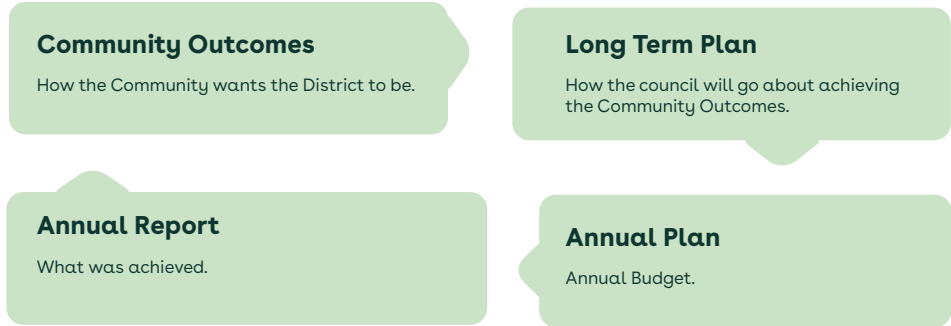 Community Outcomes
How the Community wants the District to be.
Long Term Plan
How the council will go about achieving
the Community Outcomes.
Annual Report
What was achieved.
Annual Plan
Annual Budget.